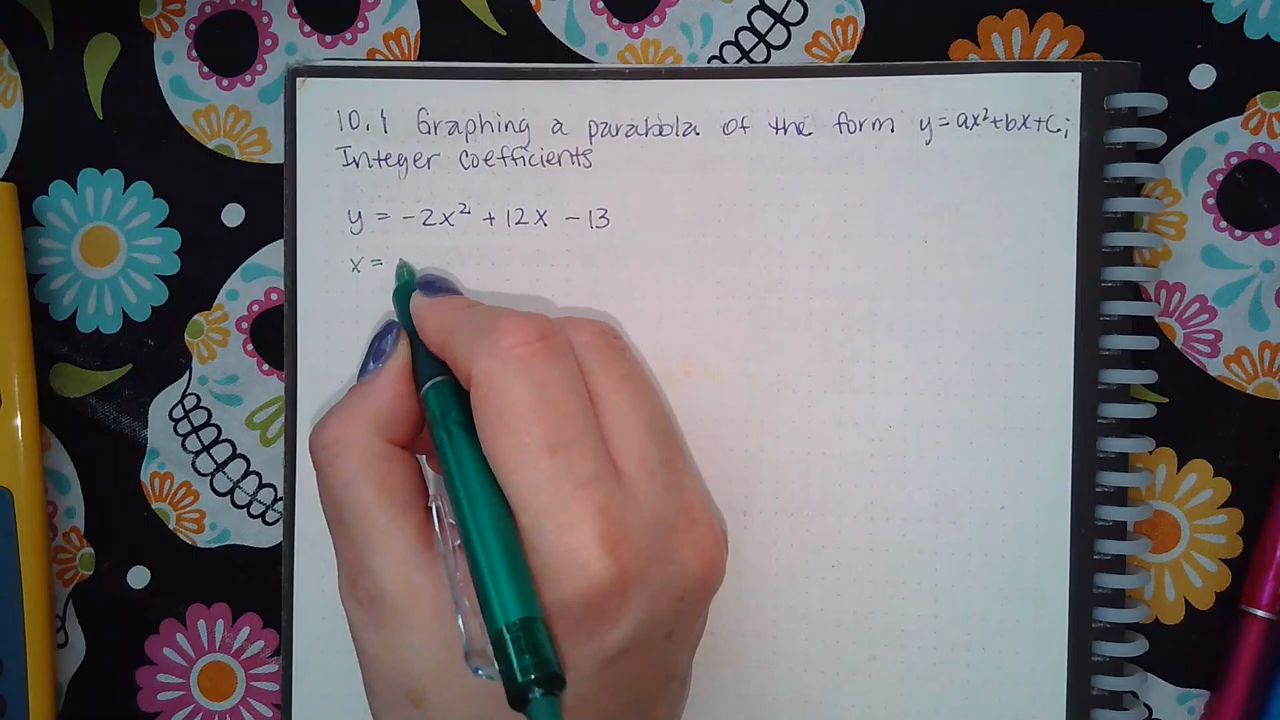 10.1 Graphing a parabola of the form y=ax²+bx+c;
Integer coefficients
y = -2x² +12x -13
x =